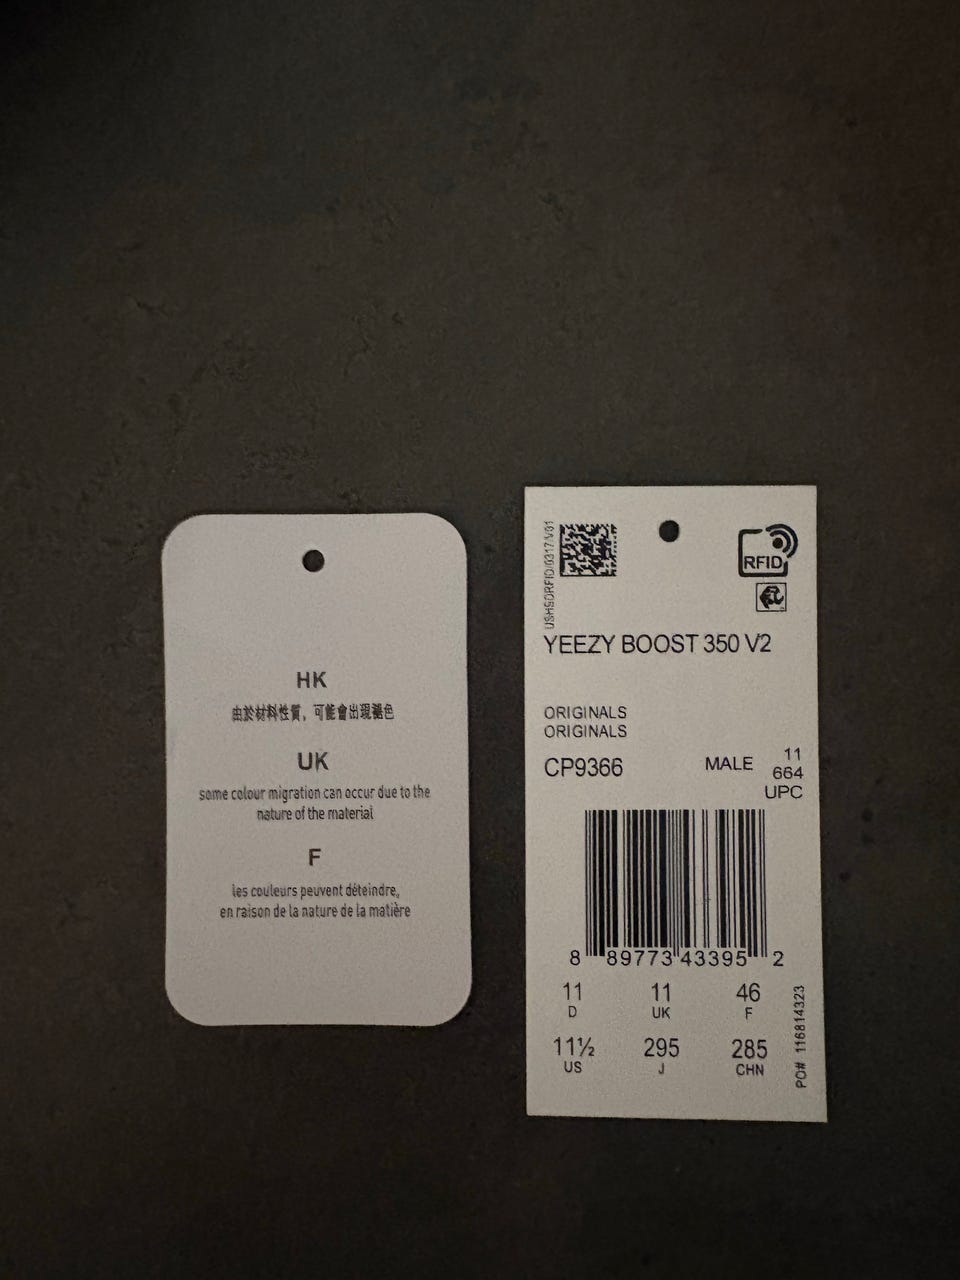 HK
由於材料性質，可能會出現褪色
UK
some colour migration can occur due to the
nature of the material
F
les couleurs peuvent déteindre,
en raison de la nature de la matière
USHSORFID/0317/V01
RFID
YEEZY BOOST 350 V2
ORIGINALS
ORIGINALS
CP9366
MALE
11
664
UPC
8 89773 43395 2
11
D
11
UK
46
F
11½
US
295
J
285
CHN
PO# 116814323